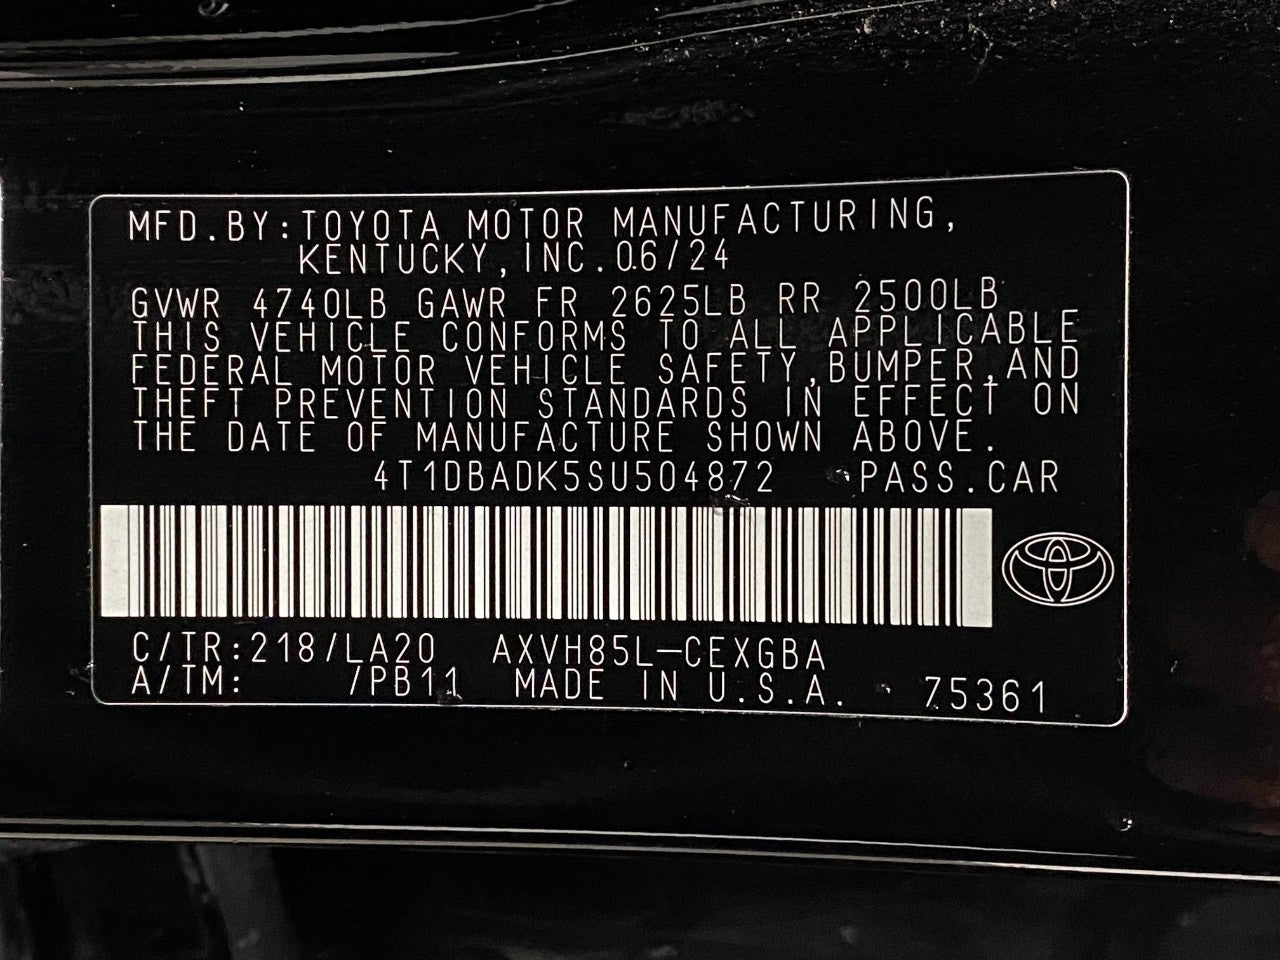 MFD.BY:TOYOTA MOTOR MANUFACTURING,
KENTUCKY,INC.06/24
GVWR 4740LB GAWR FR 2625LB RR 2500LB
THIS VEHICLE CONFORMS TO ALL APPLICABLE
FEDERAL MOTOR VEHICLE SAFETY,BUMPER,AND
THEFT PREVENTION STANDARDS IN EFFECT ON
THE DATE OF MANUFACTURE SHOWN ABOVE.
4T1DBADK5SU504872 PASS.CAR
C/TR:218/LA20 AXVH85L-CEXGBA
A/TM: /PB11 MADE IN U.S.A. 75361